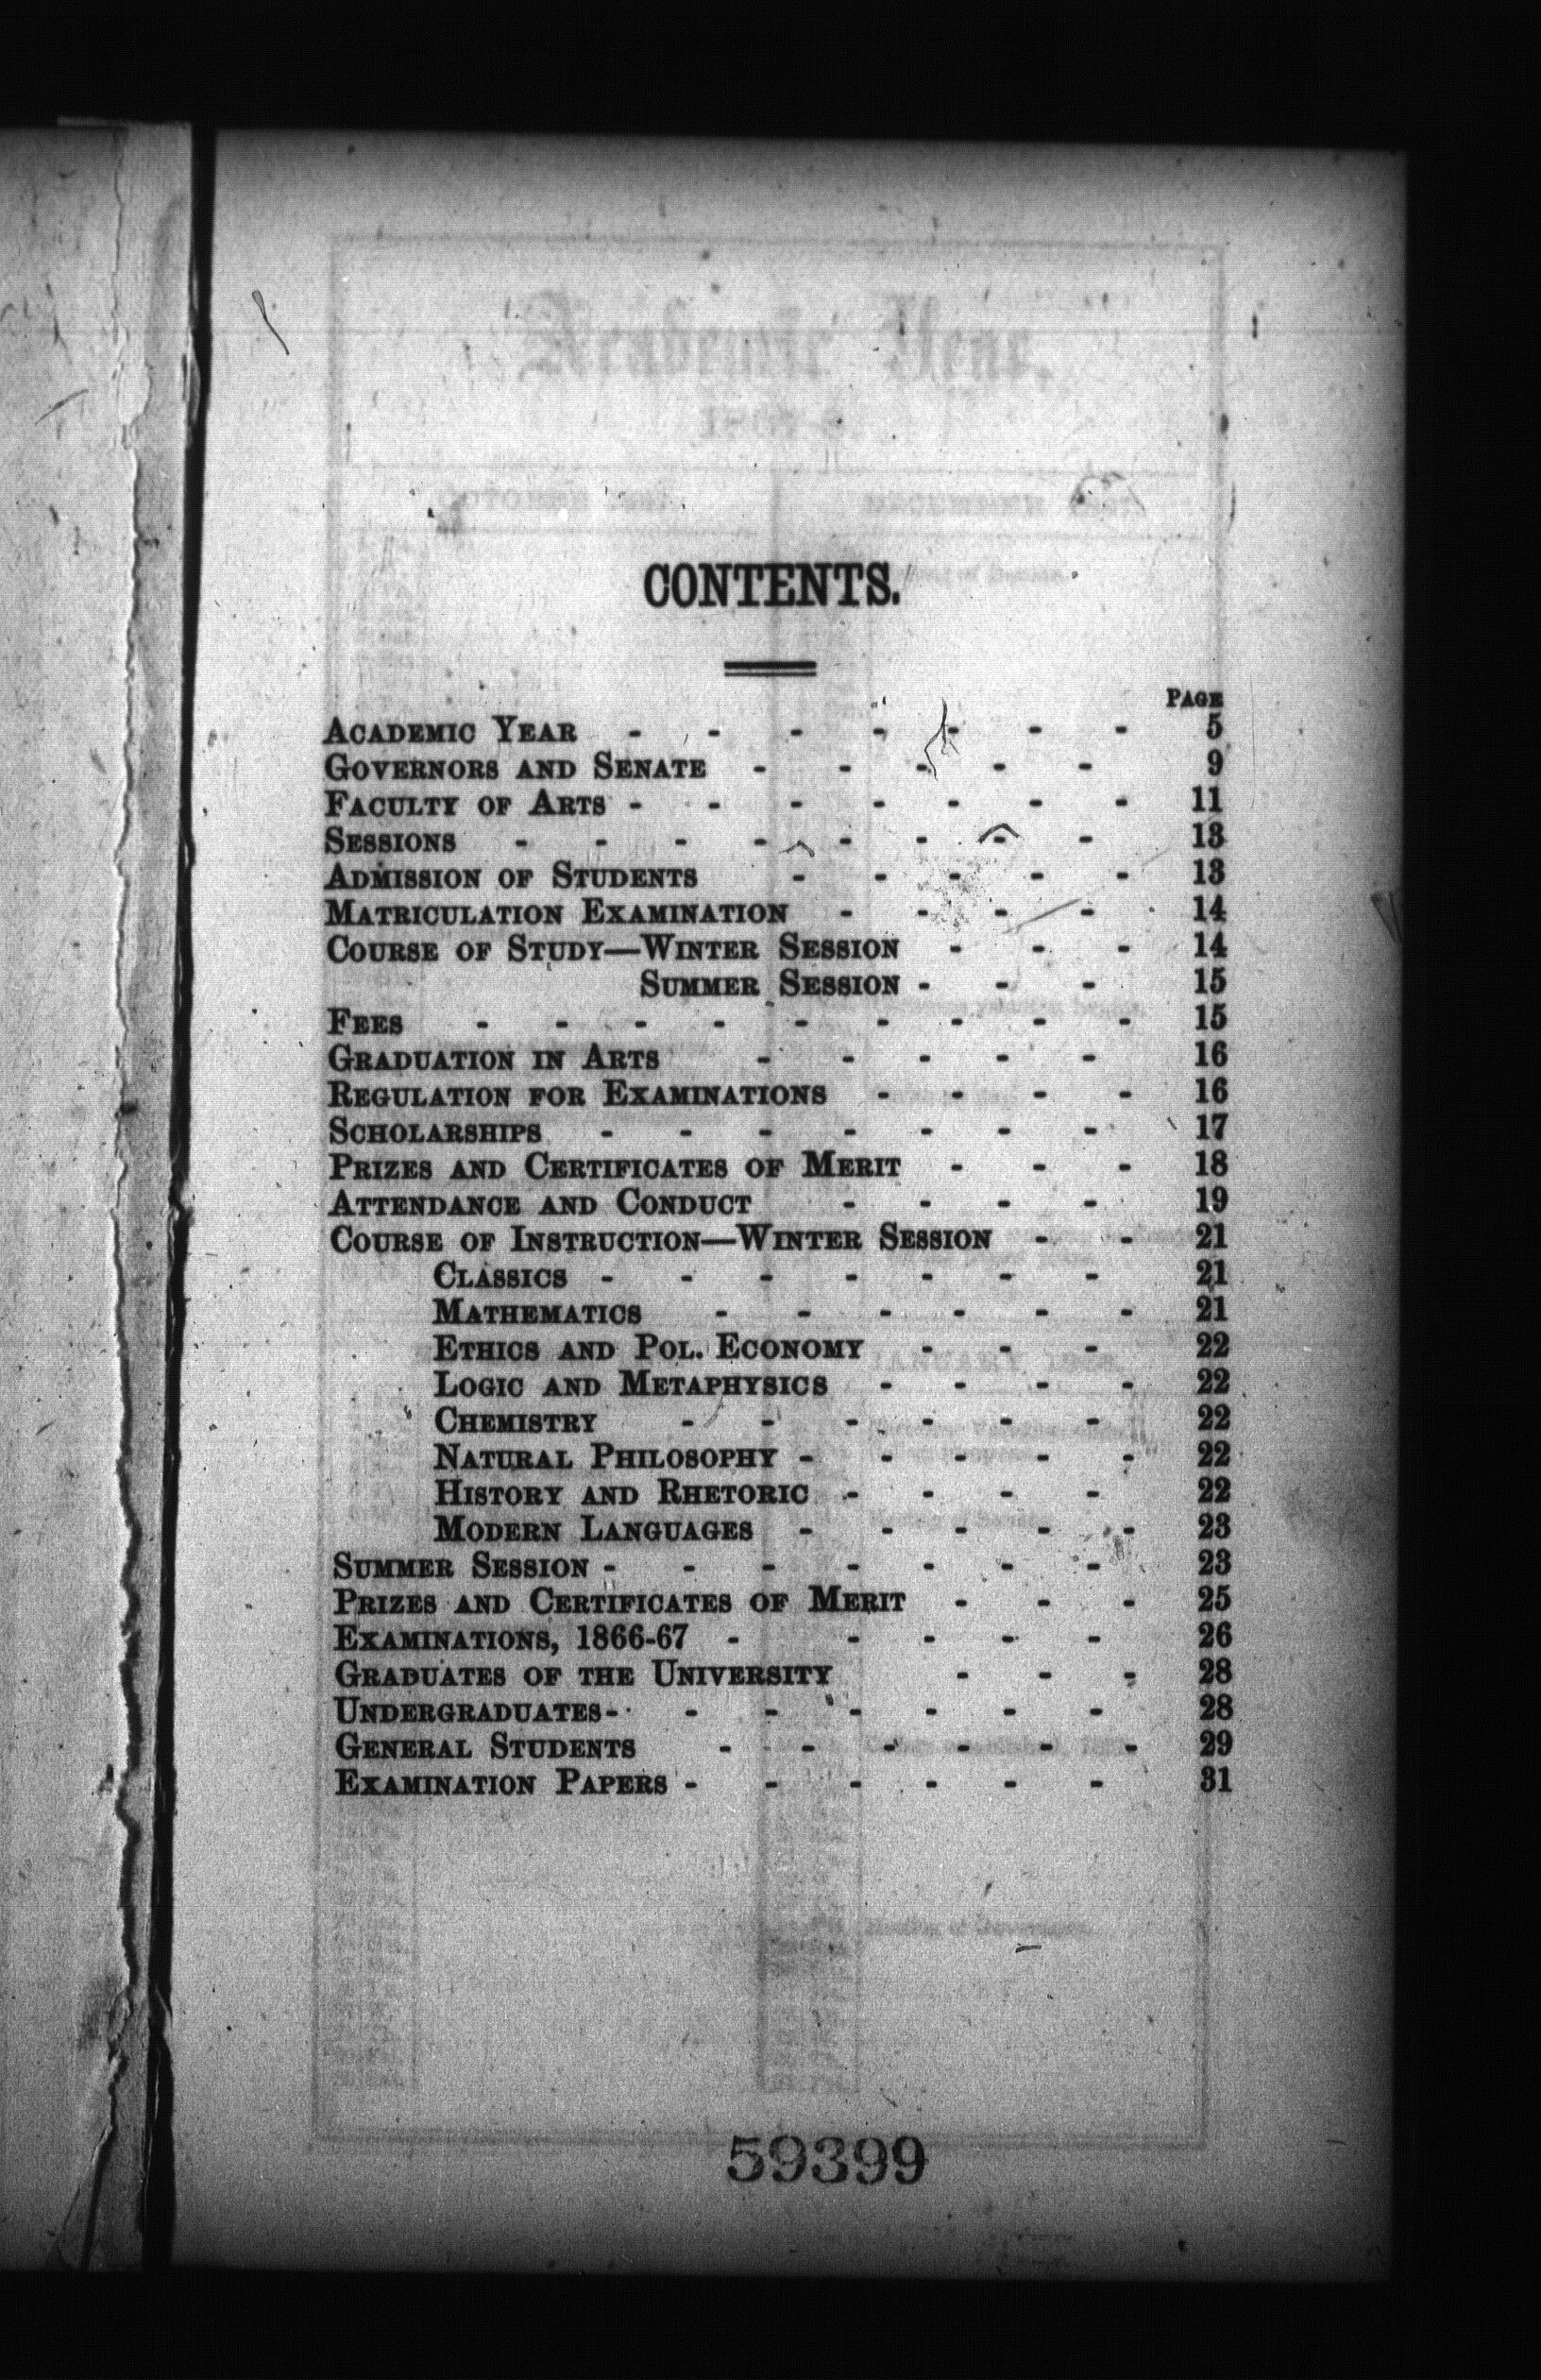 CONTENTS.
PAGE
ACADEMIC YEAR - - - - - - - 5
GOVERNORS AND SENATE - - - - - 9
FACULTY OF ARTS - - - - - - - 11
SESSIONS - - - - - - - - 13
ADMISSION OF STUDENTS - - - - - 13
MATRICULATION EXAMINATION - - - - 14
COURSE OF STUDY—WINTER SESSION - - - 14
SUMMER SESSION - - - 15
FEES - - - - - - - - - 15
GRADUATION IN ARTS - - - - - 16
REGULATION FOR EXAMINATIONS - - - - 16
SCHOLARSHIPS - - - - - - - 17
PRIZES AND CERTIFICATES OF MERIT - - - 18
ATTENDANCE AND CONDUCT - - - - 19
COURSE OF INSTRUCTION—WINTER SESSION - - 21
CLASSICS - - - - - - - 21
MATHEMATICS - - - - - - 21
ETHICS AND POL. ECONOMY - - - 22
LOGIC AND METAPHYSICS - - - - 22
CHEMISTRY - - - - - - 22
NATURAL PHILOSOPHY - - - - - 22
HISTORY AND RHETORIC - - - - 22
MODERN LANGUAGES - - - - - 23
SUMMER SESSION - - - - - - - 23
PRIZES AND CERTIFICATES OF MERIT - - - 25
EXAMINATIONS, 1866-67 - - - - - 26
GRADUATES OF THE UNIVERSITY - - - 28
UNDERGRADUATES - - - - - - - 28
GENERAL STUDENTS - - - - - - 29
EXAMINATION PAPERS - - - - - - 31
59399